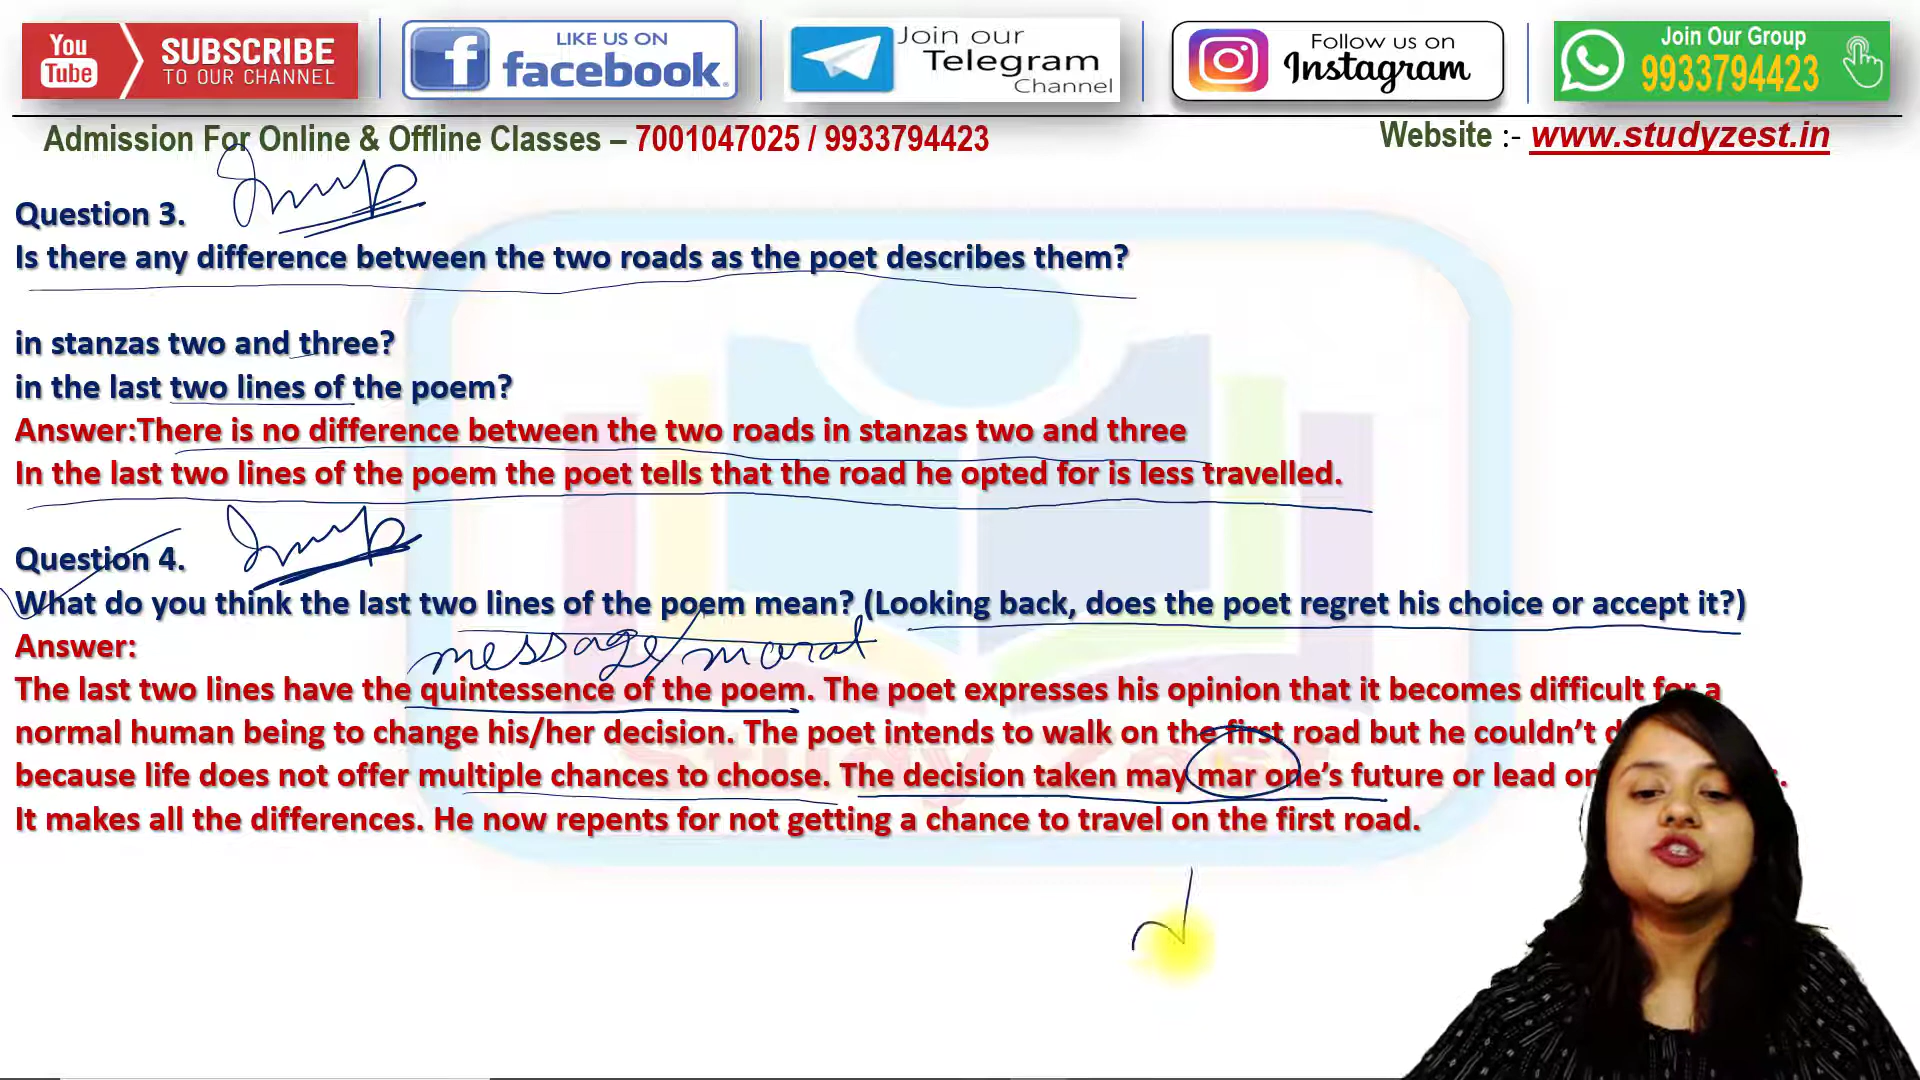 You Tube SUBSCRIBE TO OUR CHANNEL
LIKE US ON facebook
Join our Telegram Channel
Follow us on Instagram
Join Our Group 9933794423
Admission For Online & Offline Classes – 7001047025 / 9933794423
Website :- www.studyzest.in
Imp
Question 3.
Is there any difference between the two roads as the poet describes them?
in stanzas two and three?
in the last two lines of the poem?
Answer:There is no difference between the two roads in stanzas two and three
In the last two lines of the poem the poet tells that the road he opted for is less travelled.
Imp
Question 4.
What do you think the last two lines of the poem mean? (Looking back, does the poet regret his choice or accept it?)
Answer:
message/moral
The last two lines have the quintessence of the poem. The poet expresses his opinion that it becomes difficult for a
normal human being to change his/her decision. The poet intends to walk on the first road but he couldn’t
because life does not offer multiple chances to choose. The decision taken may mar one’s future or lead
It makes all the differences. He now repents for not getting a chance to travel on the first road.
Study Zest